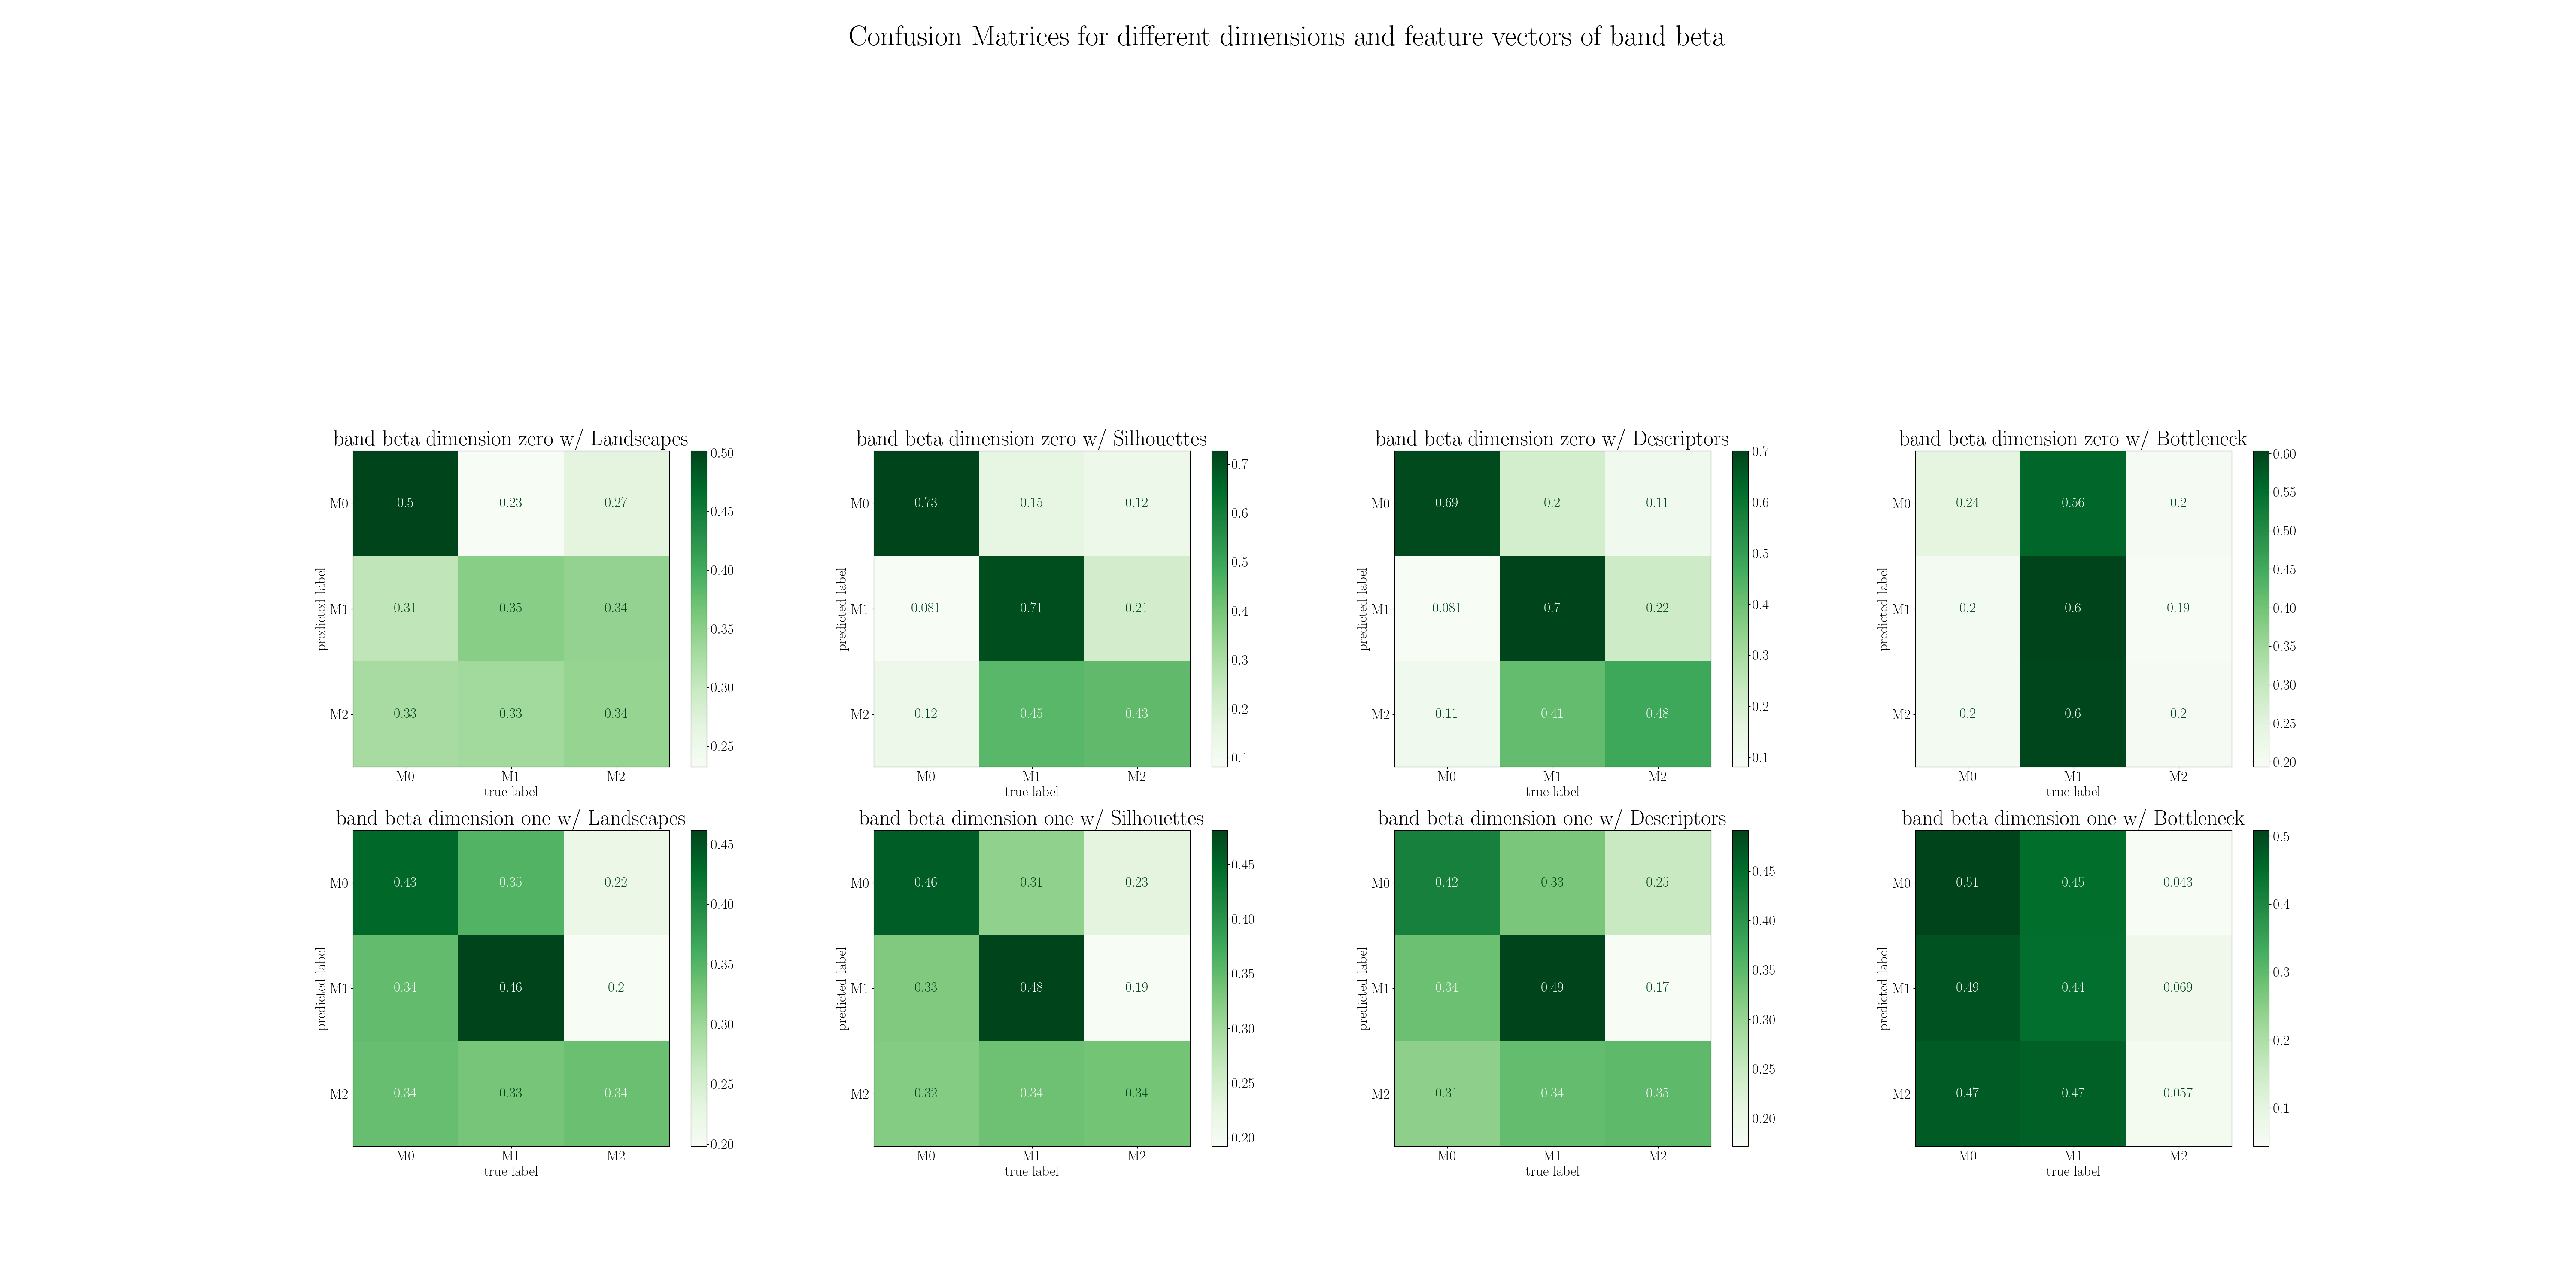 Confusion Matrices for different dimensions and feature vectors of band beta
band beta dimension zero w/ Landscapes
predicted label
M0 0.5 0.23 0.27
M1 0.31 0.35 0.34
M2 0.33 0.33 0.34
M0 M1 M2
true label
0.50
0.45
0.40
0.35
0.30
0.25
band beta dimension zero w/ Silhouettes
predicted label
M0 0.73 0.15 0.12
M1 0.081 0.71 0.21
M2 0.12 0.45 0.43
M0 M1 M2
true label
0.7
0.6
0.5
0.4
0.3
0.2
0.1
band beta dimension zero w/ Descriptors
predicted label
M0 0.69 0.2 0.11
M1 0.081 0.7 0.22
M2 0.11 0.41 0.48
M0 M1 M2
true label
0.7
0.6
0.5
0.4
0.3
0.2
0.1
band beta dimension zero w/ Bottleneck
predicted label
M0 0.24 0.56 0.2
M1 0.2 0.6 0.19
M2 0.2 0.6 0.2
M0 M1 M2
true label
0.60
0.55
0.50
0.45
0.40
0.35
0.30
0.25
0.20
band beta dimension one w/ Landscapes
predicted label
M0 0.43 0.35 0.22
M1 0.34 0.46 0.2
M2 0.34 0.33 0.34
M0 M1 M2
true label
0.45
0.40
0.35
0.30
0.25
0.20
band beta dimension one w/ Silhouettes
predicted label
M0 0.46 0.31 0.23
M1 0.33 0.48 0.19
M2 0.32 0.34 0.34
M0 M1 M2
true label
0.45
0.40
0.35
0.30
0.25
0.20
band beta dimension one w/ Descriptors
predicted label
M0 0.42 0.33 0.25
M1 0.34 0.49 0.17
M2 0.31 0.34 0.35
M0 M1 M2
true label
0.45
0.40
0.35
0.30
0.25
0.20
band beta dimension one w/ Bottleneck
predicted label
M0 0.51 0.45 0.043
M1 0.49 0.44 0.069
M2 0.47 0.47 0.057
M0 M1 M2
true label
0.5
0.4
0.3
0.2
0.1